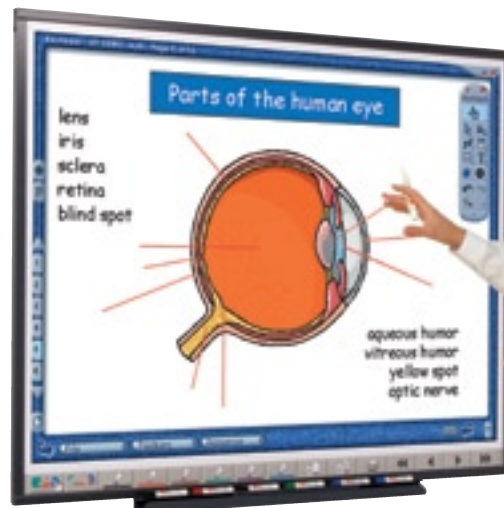 Parts of the human eye
lens
iris
sclera
retina
blind spot
aqueous humor
vitreous humor
yellow spot
optic nerve